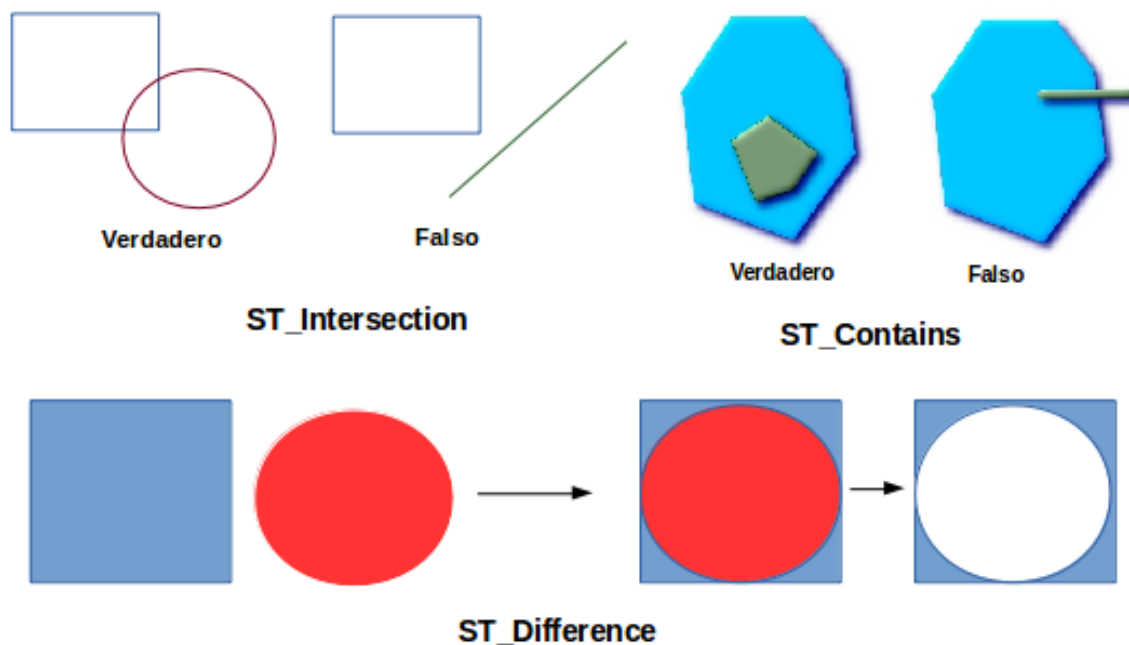 Verdadero
Falso
ST_Intersection
Verdadero
Falso
ST_Contains
ST_Difference